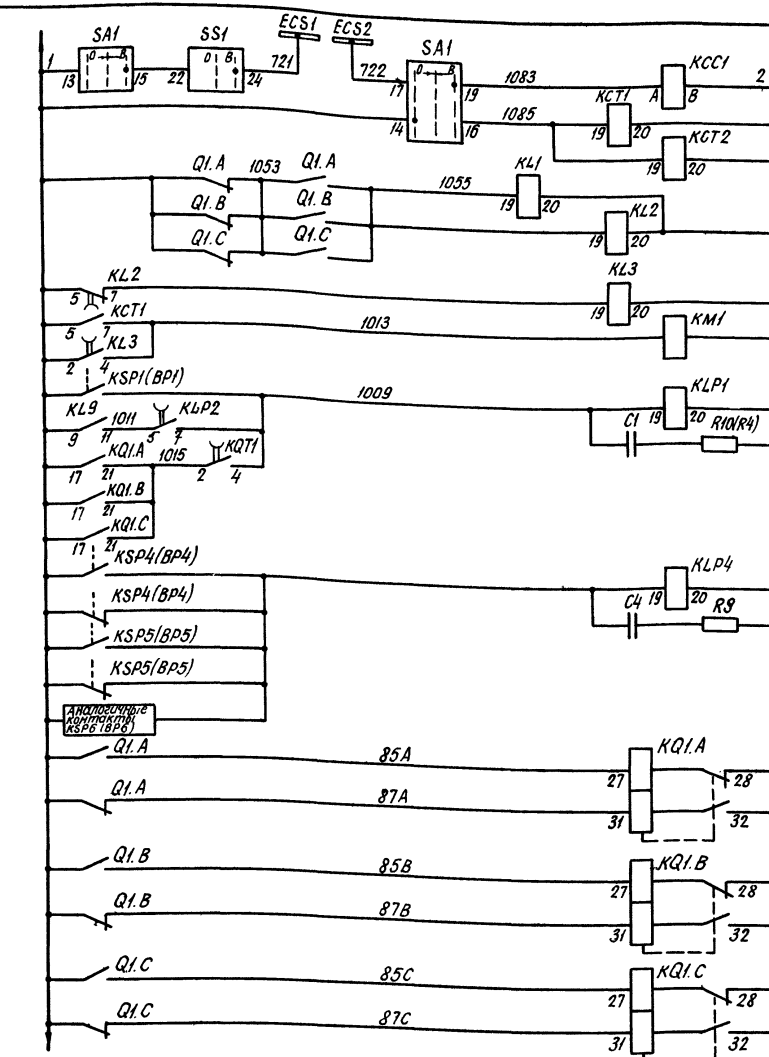 ECS1 ECS2
SA1 SS1 SA1
1 O B O B 721 O B 1083 KCC1 2
13 15 22 24 722 17 19 A B
14 16 1085 KCT1
19 20 KCT2
19 20
Q1.A 1053 Q1.A 1055 KL1
Q1.B Q1.B 19 20 KL2
Q1.C Q1.C 19 20
KL2 KL3
5 7 19 20
KCT1 1013 KM1
5 7
KL3
2 4
KSP1(BP1) 1009 KLP1
KL9 1011 KLP2 C1 19 20 R10(R4)
9 11 5 7
KQ1.A 1015 KQT1
17 21 2 4
KQ1.B
17 21
KQ1.C
17 21
KSP4(BP4) KLP4
KSP4(BP4) C4 19 20 R9
KSP5(BP5)
KSP5(BP5)
Аналогичные
контакты
KSP6 (BP6)
Q1.A 85A KQ1.A
27 28
Q1.A 87A
31 32
Q1.B 85B KQ1.B
27 28
Q1.B 87B
31 32
Q1.C 85C KQ1.C
27 28
Q1.C 87C
31 32